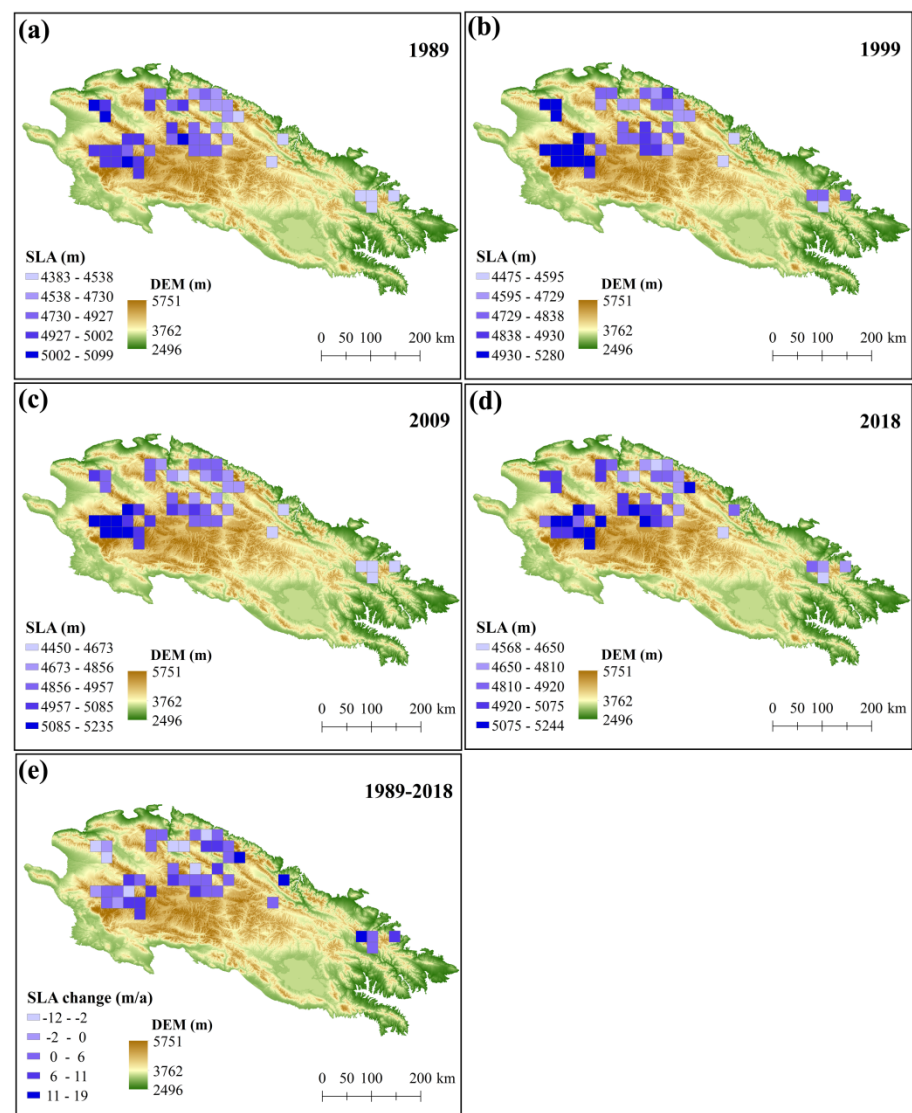 (a)
1989
SLA (m)
4383 - 4538
4538 - 4730
4730 - 4927
4927 - 5002
5002 - 5099
DEM (m)
5751
3762
2496
0 50 100 200 km
(b)
1999
SLA (m)
4475 - 4595
4595 - 4729
4729 - 4838
4838 - 4930
4930 - 5280
DEM (m)
5751
3762
2496
0 50 100 200 km
(c)
2009
SLA (m)
4450 - 4673
4673 - 4856
4856 - 4957
4957 - 5085
5085 - 5235
DEM (m)
5751
3762
2496
0 50 100 200 km
(d)
2018
SLA (m)
4568 - 4650
4650 - 4810
4810 - 4920
4920 - 5075
5075 - 5244
DEM (m)
5751
3762
2496
0 50 100 200 km
(e)
1989-2018
SLA change (m/a)
-12 - -2
-2 - 0
0 - 6
6 - 11
11 - 19
DEM (m)
5751
3762
2496
0 50 100 200 km